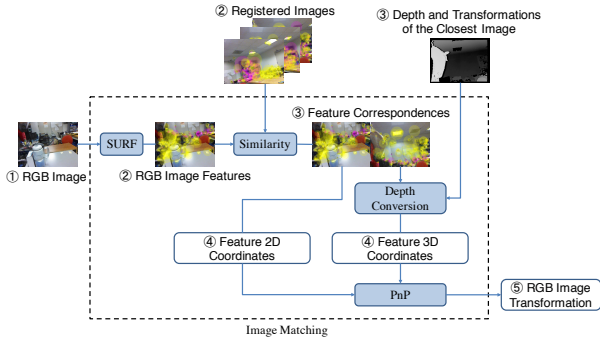 ② Registered Images
③ Depth and Transformations
of the Closest Image
③ Feature Correspondences
SURF
Similarity
① RGB Image
② RGB Image Features
Depth
Conversion
④ Feature 2D
Coordinates
④ Feature 3D
Coordinates
PnP
⑤ RGB Image
Transformation
Image Matching